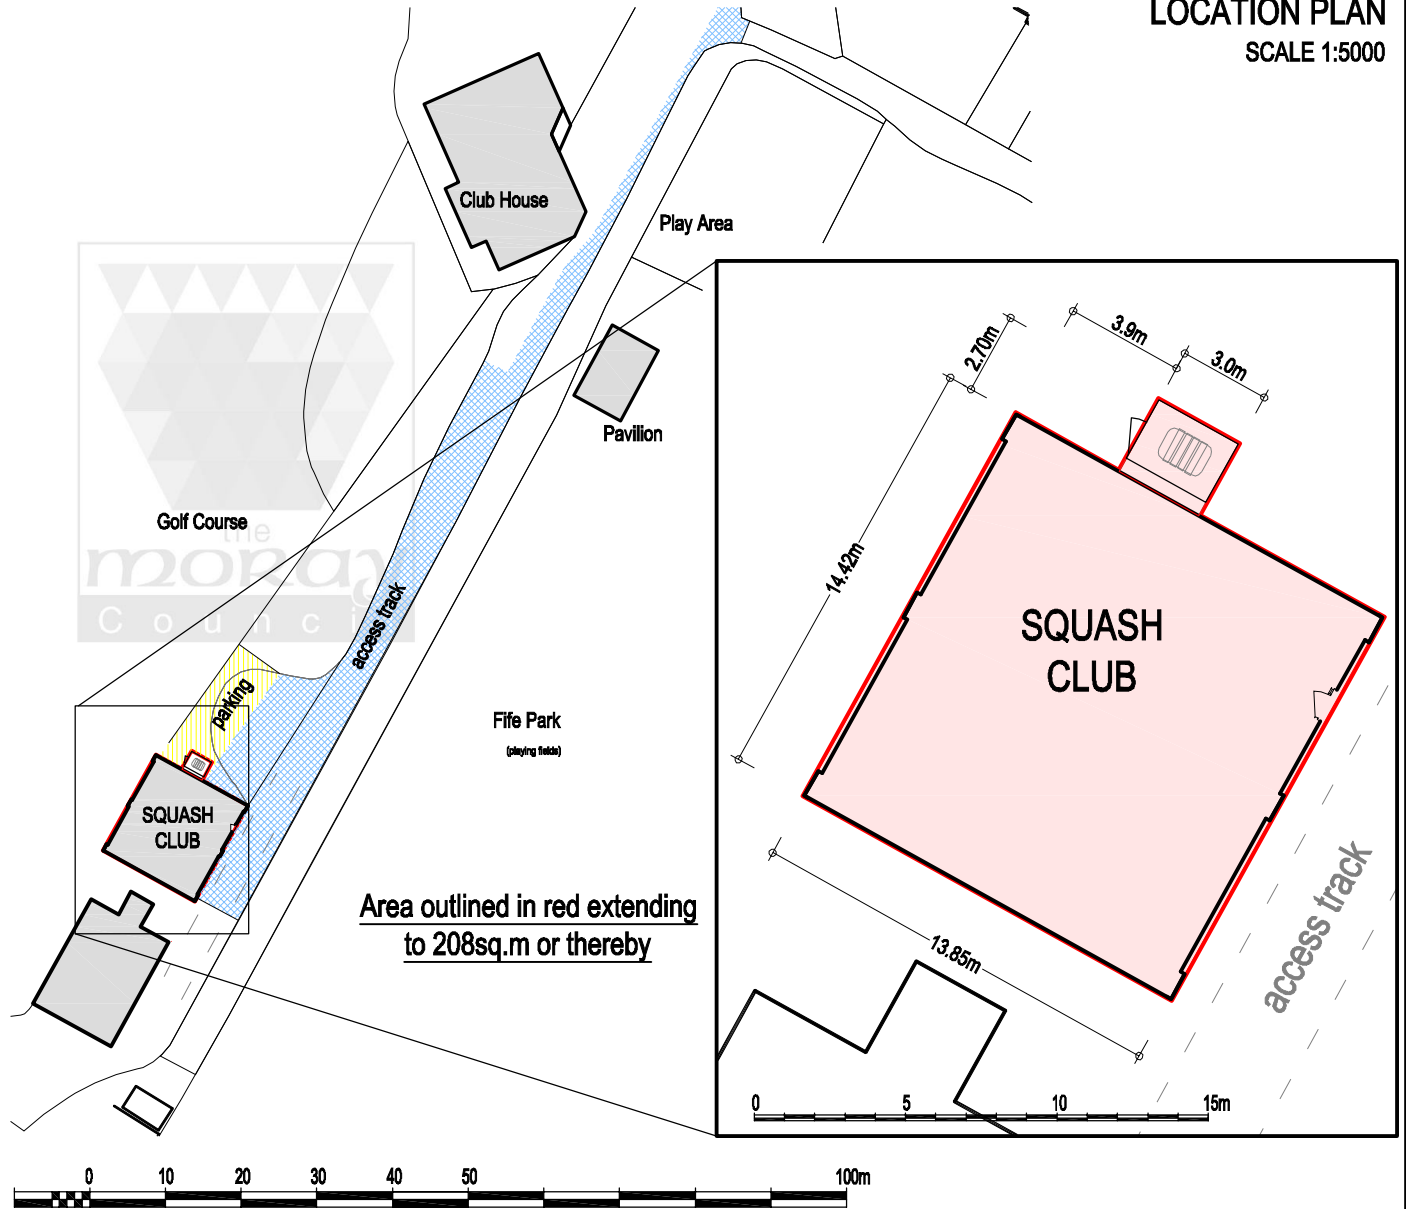 LOCATION PLAN
SCALE 1:5000
Club House
Play Area
Pavilion
Golf Course
the
moray
Council
access track
parking
Fife Park
(playing fields)
SQUASH
CLUB
Area outlined in red extending
to 208sq.m or thereby
3.9m
3.0m
2.70m
14.42m
SQUASH
CLUB
13.85m
access track
0 5 10 15m
0 10 20 30 40 50 100m